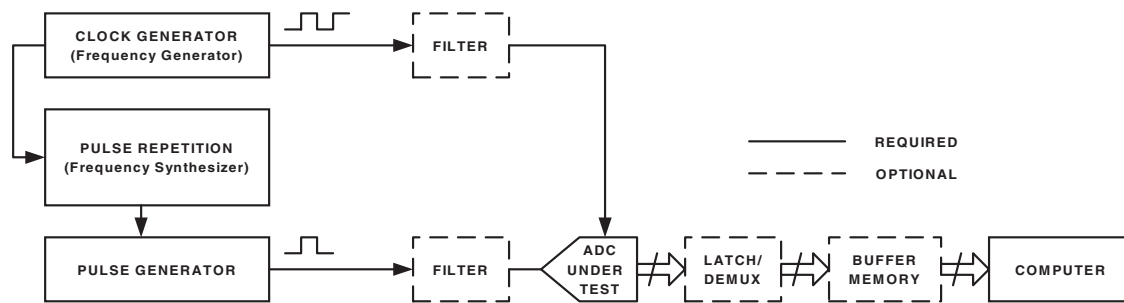 CLOCK GENERATOR
(Frequency Generator)
FILTER
PULSE REPETITION
(Frequency Synthesizer)
REQUIRED
OPTIONAL
PULSE GENERATOR
FILTER
ADC
UNDER
TEST
LATCH/
DEMUX
BUFFER
MEMORY
COMPUTER